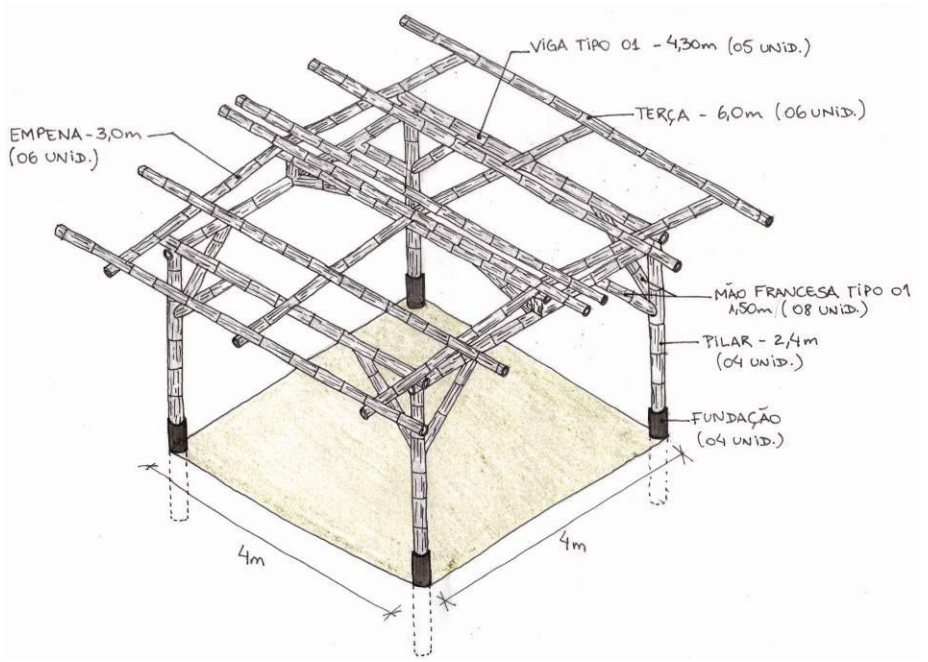 VIGA TIPO 01 - 4,30m (05 UNID.)
TERÇA - 6,0m (06 UNID.)
EMPENA - 3,0m
(06 UNID.)
MÃO FRANCESA TIPO 01
1,50m (08 UNID.)
PILAR - 2,4m
(04 UNID.)
FUNDAÇÃO
(04 UNID.)
4m
4m